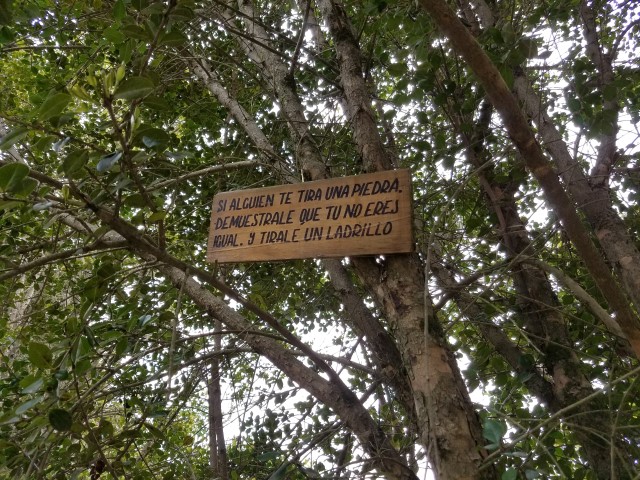 SI ALGUIEN TE TIRA UNA PIEDRA.
DEMUESTRALE QUE TU NO ERES
IGUAL. Y TIRALE UN LADRILLO